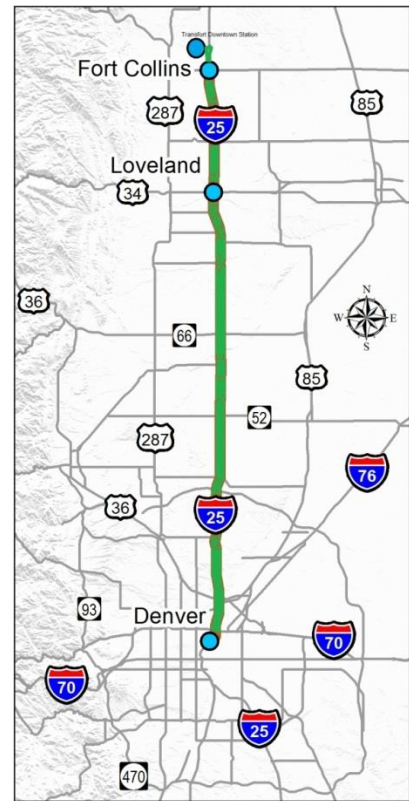 Transfort Downtown Station
Fort Collins
287
25
85
Loveland
34
36
N
W E
S
66
85
52
287
76
36
25
93
Denver
70
70
25
470